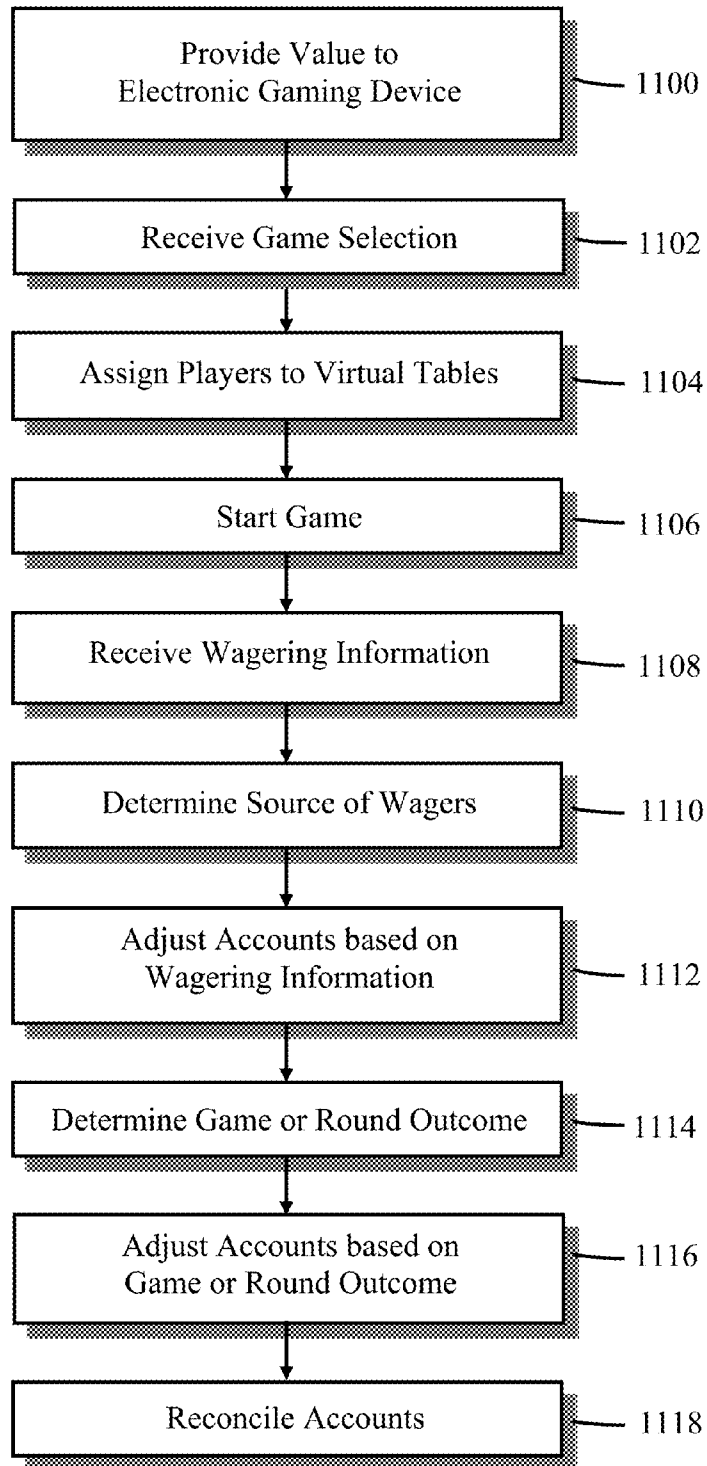 Provide Value to
Electronic Gaming Device
1100
Receive Game Selection
1102
Assign Players to Virtual Tables
1104
Start Game
1106
Receive Wagering Information
1108
Determine Source of Wagers
1110
Adjust Accounts based on
Wagering Information
1112
Determine Game or Round Outcome
1114
Adjust Accounts based on
Game or Round Outcome
1116
Reconcile Accounts
1118